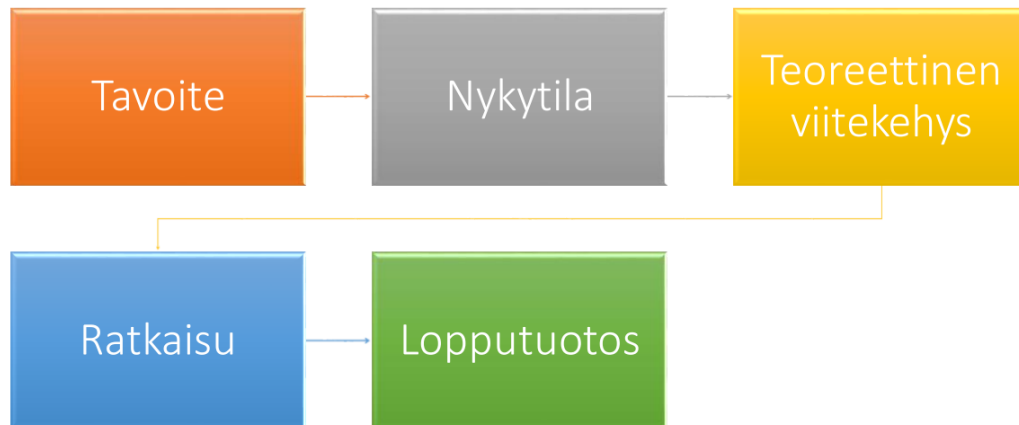 Tavoite
Nykytila
Teoreettinen
viitekehys
Ratkaisu
Lopputuotos